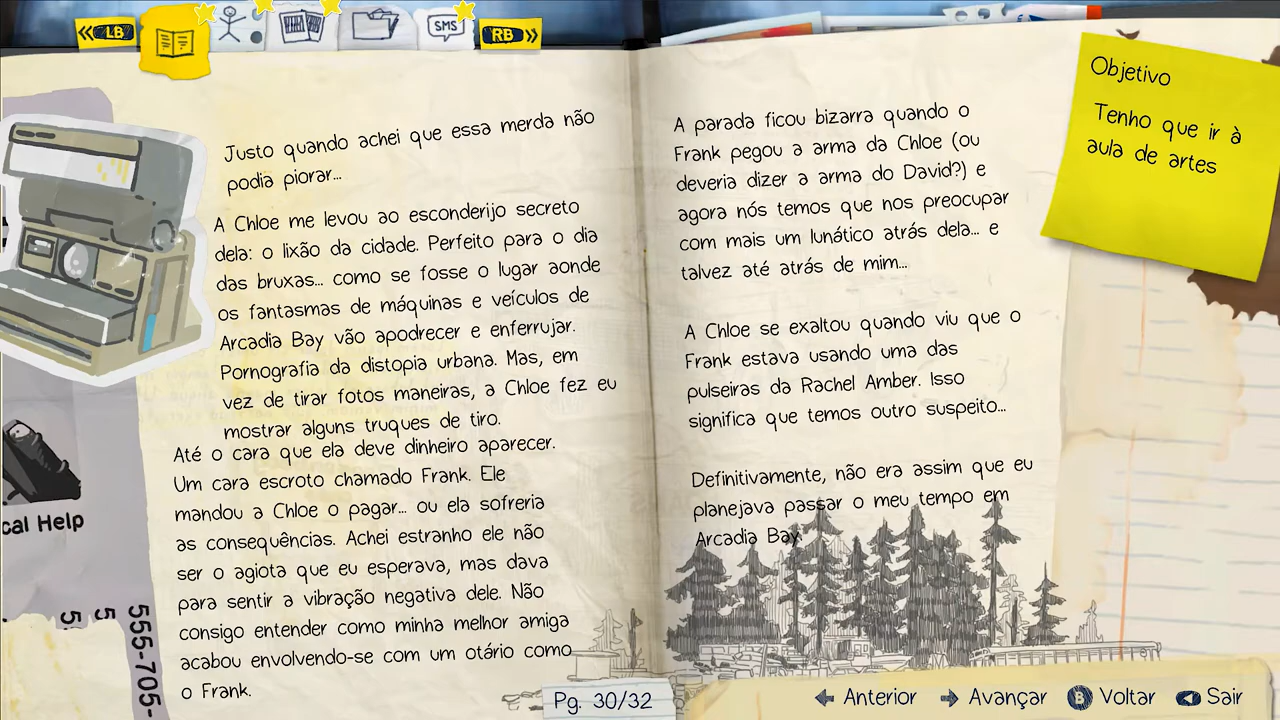 LB
SMS
RB
Justo quando achei que essa merda não
podia piorar...
A Chloe me levou ao esconderijo secreto
dela: o lixão da cidade. Perfeito para o dia
das bruxas... como se fosse o lugar aonde
os fantasmas de máquinas e veículos de
Arcadia Bay vão apodrecer e enferrujar.
Pornografia da distopia urbana. Mas, em
vez de tirar fotos maneiras, a Chloe fez eu
mostrar alguns truques de tiro.
Até o cara que ela deve dinheiro aparecer.
Um cara escroto chamado Frank. Ele
mandou a Chloe o pagar... ou ela sofreria
as consequências. Achei estranho ele não
ser o agiota que eu esperava, mas dava
para sentir a vibração negativa dele. Não
consigo entender como minha melhor amiga
acabou envolvendo-se com um otário como
o Frank.
A parada ficou bizarra quando o
Frank pegou a arma da Chloe (ou
deveria dizer a arma do David?) e
agora nós temos que nos preocupar
com mais um lunático atrás dela... e
talvez até atrás de mim...
A Chloe se exaltou quando viu que o
Frank estava usando uma das
pulseiras da Rachel Amber. Isso
significa que temos outro suspeito...
Definitivamente, não era assim que eu
planejava passar o meu tempo em
Arcadia Bay.
Objetivo
Tenho que ir à
aula de artes
cal Help
5
5
555-705-
Pg. 30/32
Anterior
Avançar
B Voltar
Sair